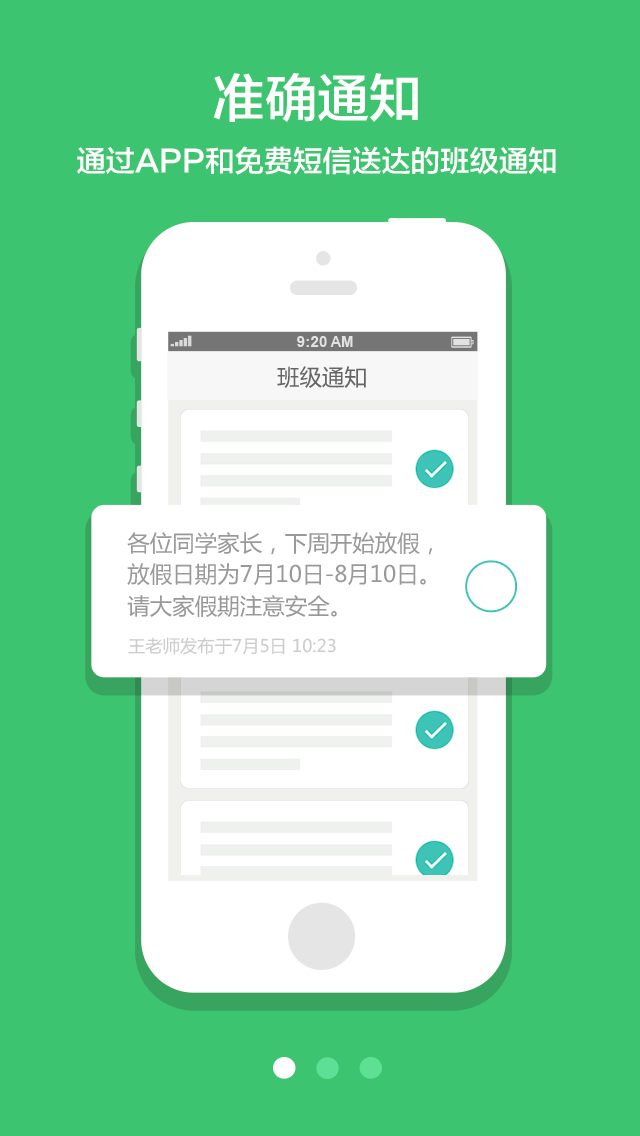 准确通知
通过APP和免费短信送达的班级通知
9:20 AM
班级通知
各位同学家长，下周开始放假，
放假日期为7月10日-8月10日。
请大家假期注意安全。
王老师发布于7月5日 10:23